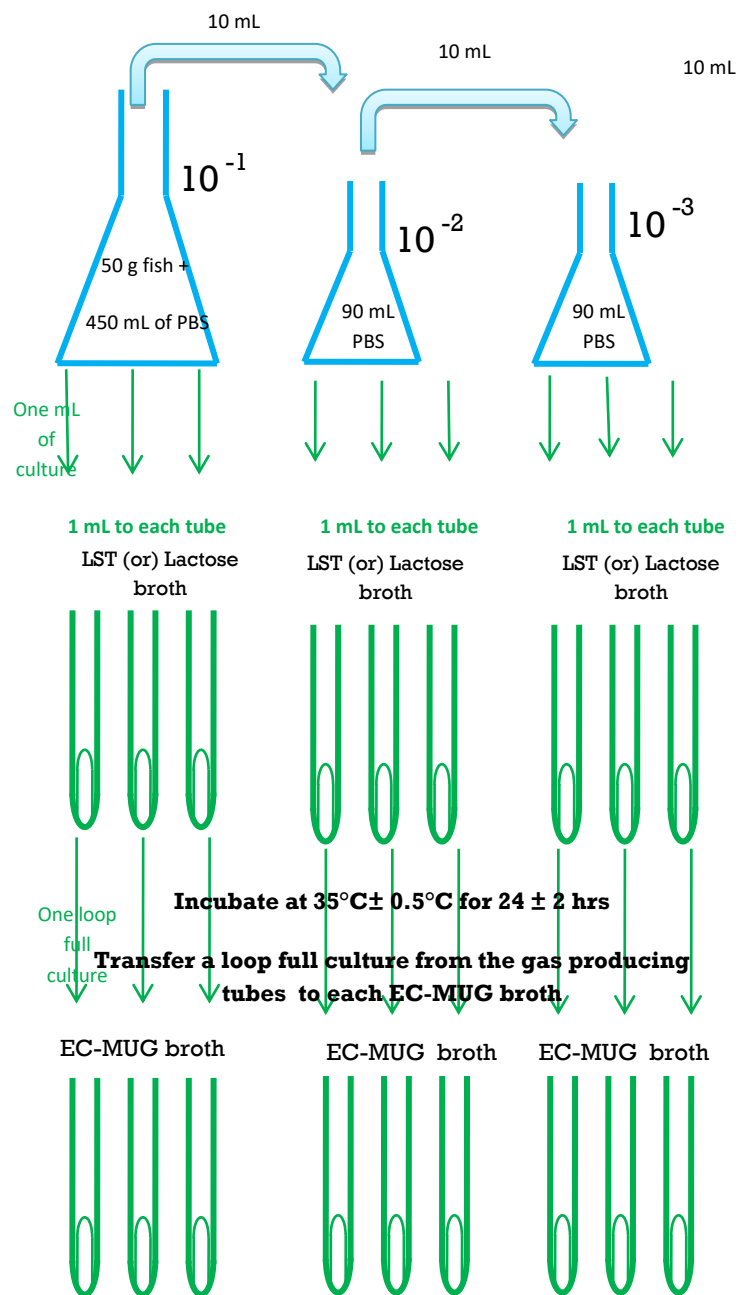 10 mL
10 mL
10 mL
10 -1
10 -2
10 -3
50 g fish +
450 mL of PBS
90 mL
PBS
90 mL
PBS
One mL
of
culture
1 mL to each tube
1 mL to each tube
1 mL to each tube
LST (or) Lactose
broth
LST (or) Lactose
broth
LST (or) Lactose
broth
Incubate at 35°C± 0.5°C for 24 ± 2 hrs
One loop
full
culture
Transfer a loop full culture from the gas producing
tubes to each EC-MUG broth
EC-MUG broth
EC-MUG broth
EC-MUG broth